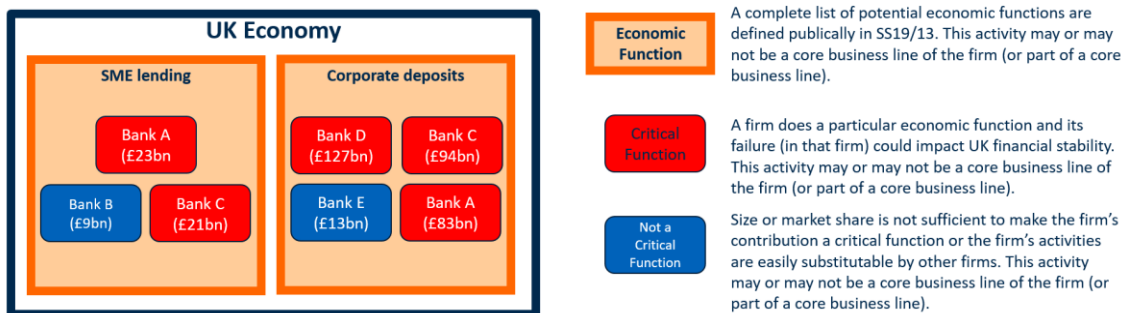 UK Economy
SME lending
Bank A
(£23bn
Bank B
(£9bn)
Bank C
(£21bn)
Corporate deposits
Bank D
(£127bn)
Bank C
(£94bn)
Bank E
(£13bn)
Bank A
(£83bn)
Economic
Function
A complete list of potential economic functions are
defined publically in SS19/13. This activity may or may
not be a core business line of the firm (or part of a core
business line).
Critical
Function
A firm does a particular economic function and its
failure (in that firm) could impact UK financial stability.
This activity may or may not be a core business line of
the firm (or part of a core business line).
Not a
Critical
Function
Size or market share is not sufficient to make the firm's
contribution a critical function or the firm's activities
are easily substitutable by other firms. This activity
may or may not be a core business line of the firm (or
part of a core business line).